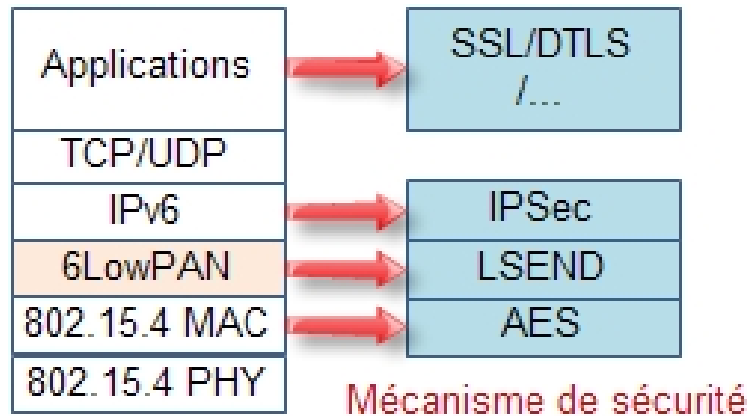 Applications
SSL/DTLS
/...
TCP/UDP
IPv6
IPSec
6LowPAN
LSEND
802.15.4 MAC
AES
802.15.4 PHY
Mécanisme de sécurité